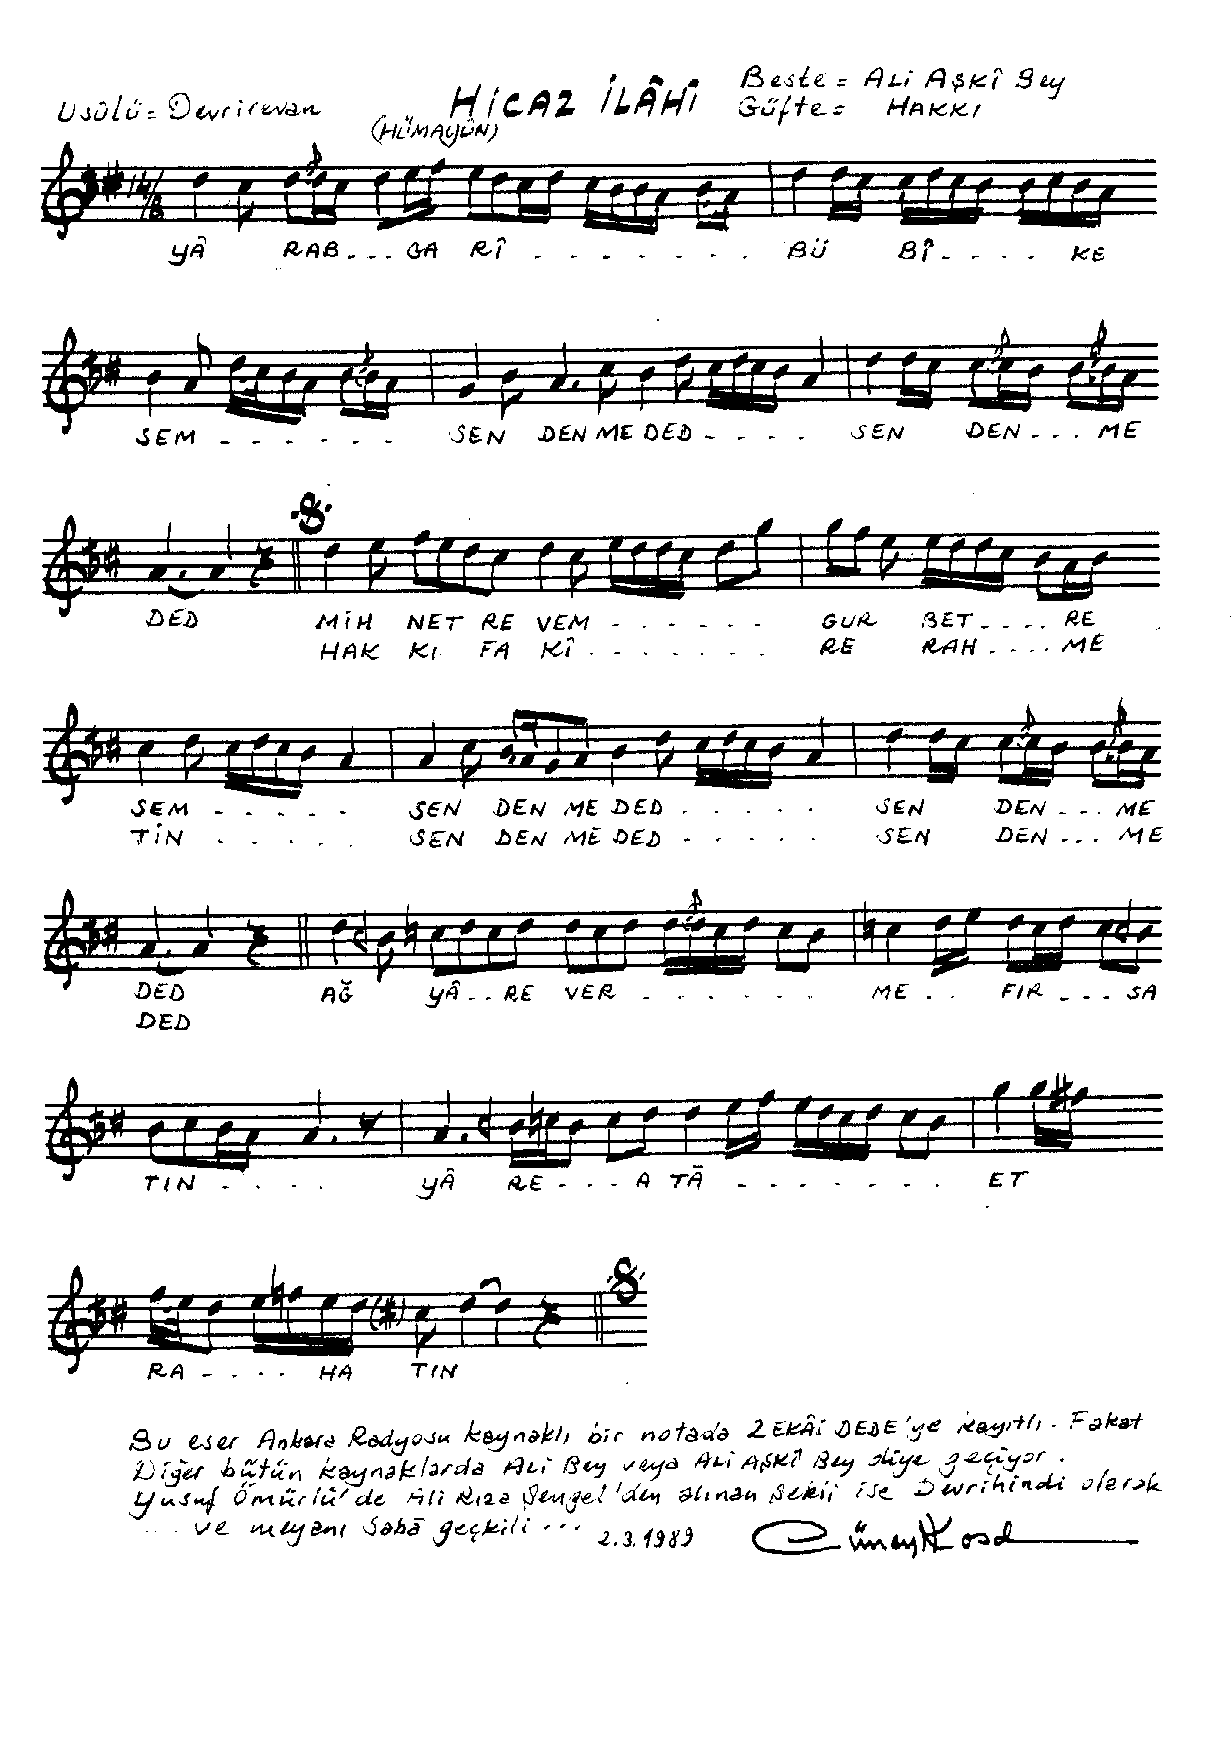 Usûlü = Devrirevan
HİCAZ İLÂHÎ
(HÜMAYÛN)
Beste = ALİ AŞKÎ Bey
Güfte = HAKKI
14/8
YÂ RAB - . . . GA RÎ - - - - - - - BÜ BÎ - . . . KE
SEM - - - - - - SEN DEN ME DED - - - - SEN DEN - . . ME
DED MİH NET RE VEM - - - - - - GUR BET - . . . RE
HAK KI FA KÎ - - - - - - - RE RAH - . . . ME
SEM - - - - - SEN DEN ME DED - - - - - SEN DEN - . . ME
TİN - - - - - SEN DEN ME DED - - - - - SEN DEN - . . ME
DED AĞ YÂ . . RE VER - - - - - - ME . . FIR - . . SA
DED
TIN - - - - YÂ RE - . . A TÂ - - - - - - - ET
RA - . . . HA TIN
Bu eser Ankara Radyosu kaynaklı bir notada ZEKÂİ DEDE'ye kayıtlı. Fakat
Diğer bütün kaynaklarda ALİ Bey veya ALİ AŞKÎ Bey diye geçiyor.
Yusuf Ömürlü'de Ali Rıza Şengel'den alınan şekli ise Devrihindi olarak
... ve meyanı Sabâ geçkili ... 2.3.1989 Cüneyt Kosal